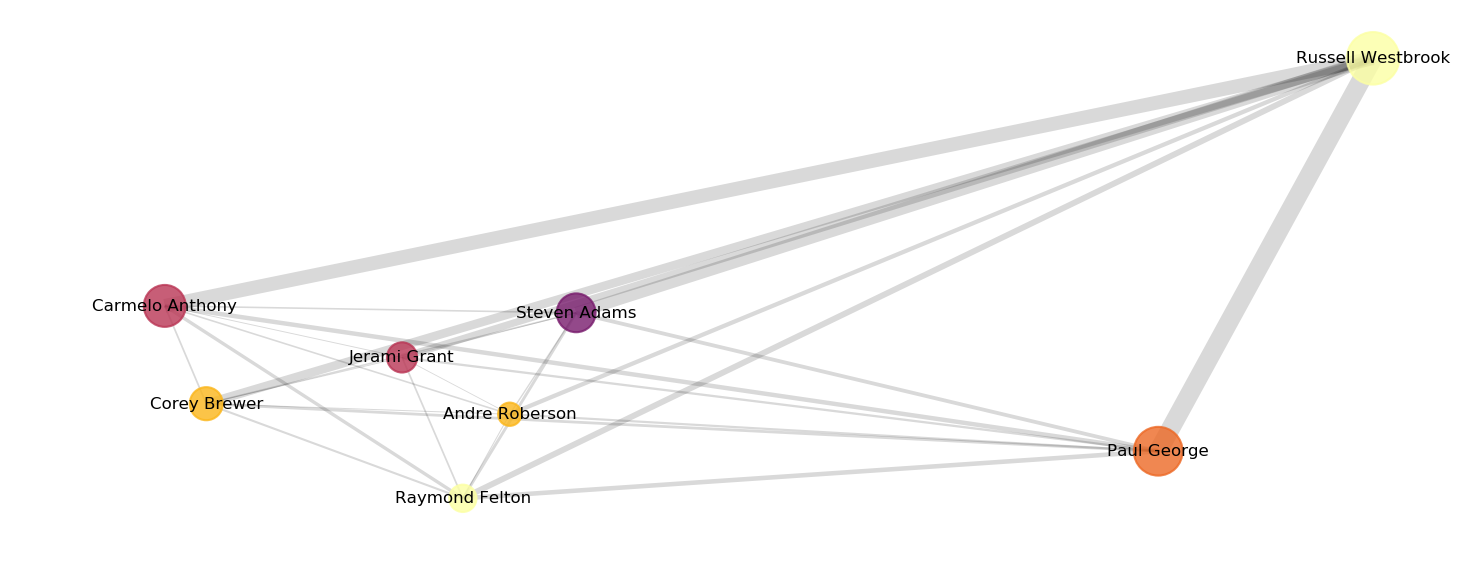 Russell Westbrook
Carmelo Anthony
Steven Adams
Jerami Grant
Corey Brewer
Andre Roberson
Paul George
Raymond Felton